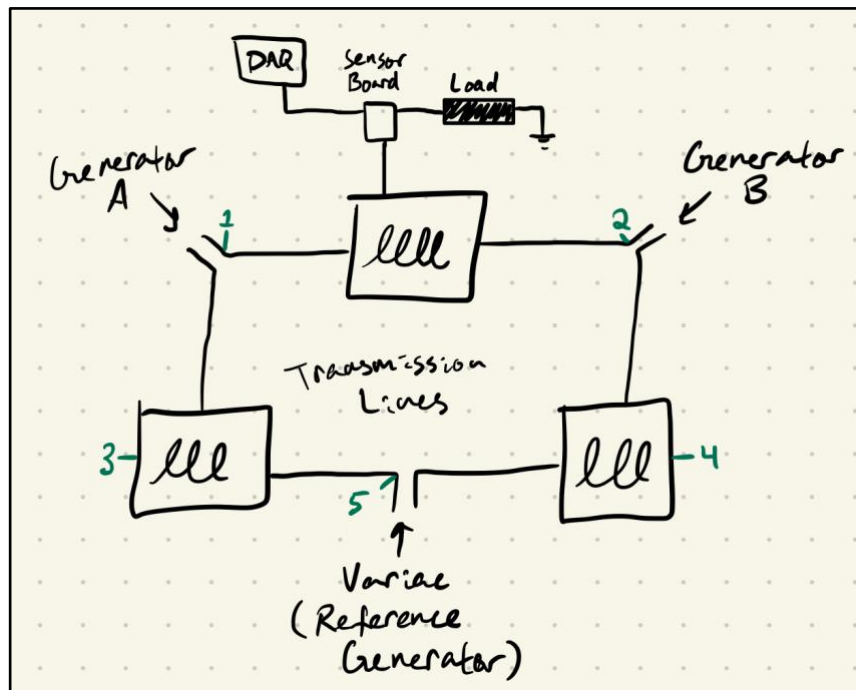 DAQ
Sensor
Board
Load
Generator
A
Generator
B
1
2
Transmission
Lines
3
4
5
Variac
(Reference
Generator)